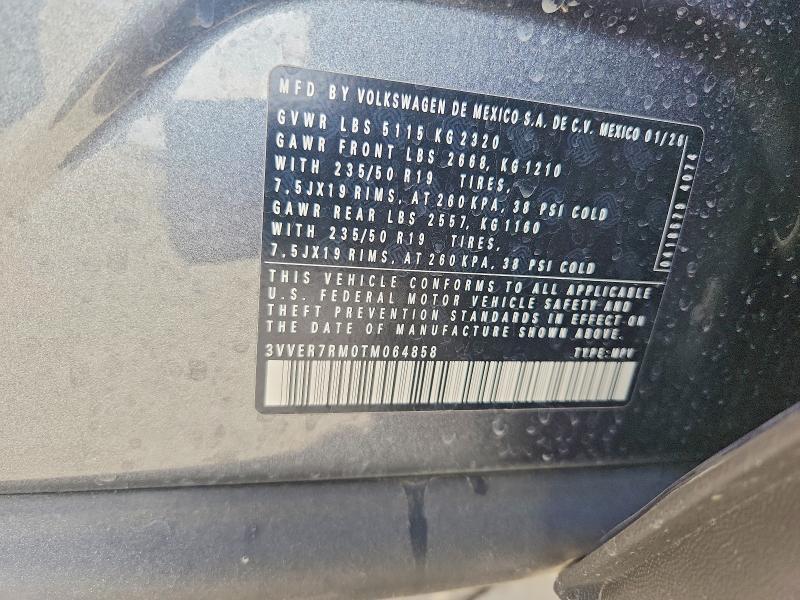 MFD BY VOLKSWAGEN DE MEXICO S.A. DE C.V. MEXICO 01/26
GVWR LBS 5115 KG 2320
GAWR FRONT LBS 2668, KG 1210
WITH 235/50 R19 TIRES,
7,5JX19 RIMS, AT 260 KPA, 38 PSI COLD
GAWR REAR LBS 2557, KG 1160
WITH 235/50 R19 TIRES,
7,5JX19 RIMS, AT 260 KPA, 38 PSI COLD
THIS VEHICLE CONFORMS TO ALL APPLICABLE
U.S. FEDERAL MOTOR VEHICLE SAFETY AND
THEFT PREVENTION STANDARDS IN EFFECT ON
THE DATE OF MANUFACTURE SHOWN ABOVE.
3VVER7RM0TM064858 TYPE: MPV